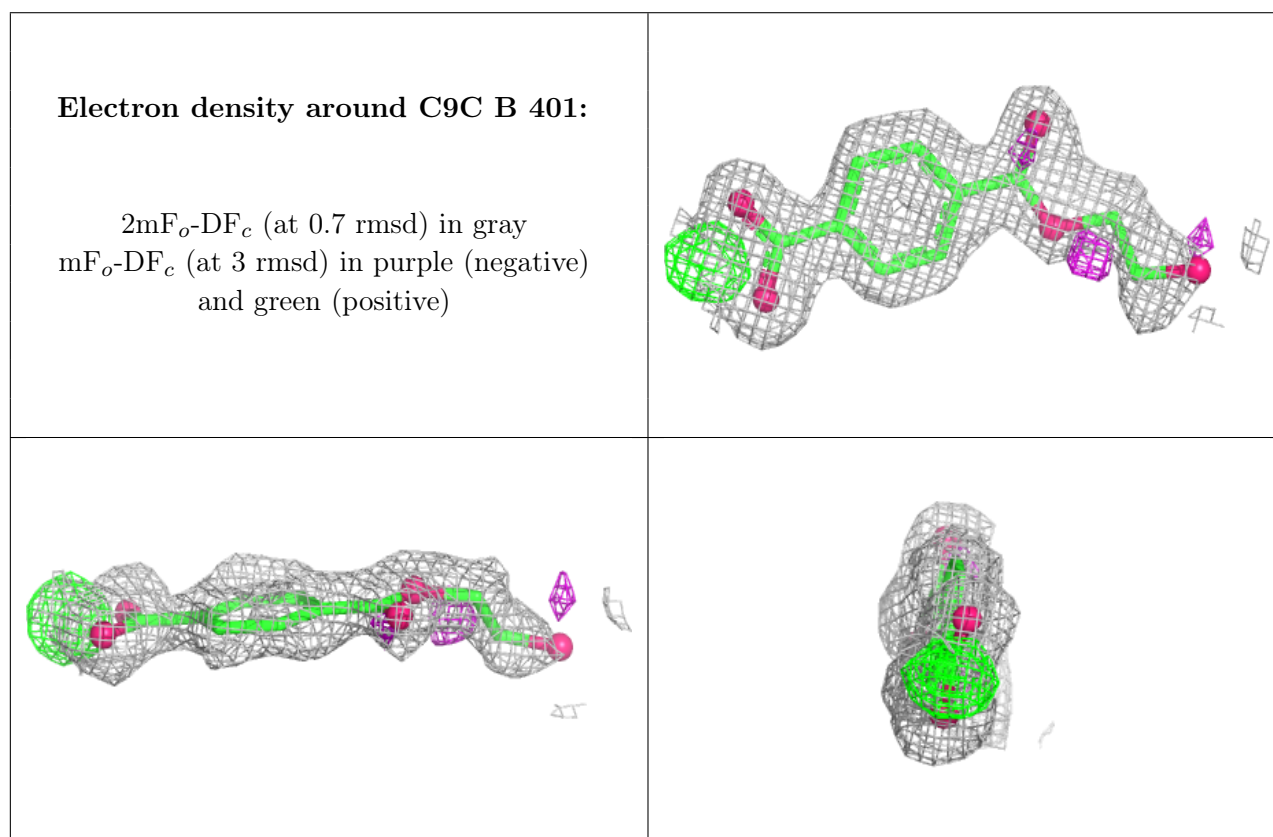 Electron density around C9C B 401:
2mFo-DFc (at 0.7 rmsd) in gray
mFo-DFc (at 3 rmsd) in purple (negative)
and green (positive)